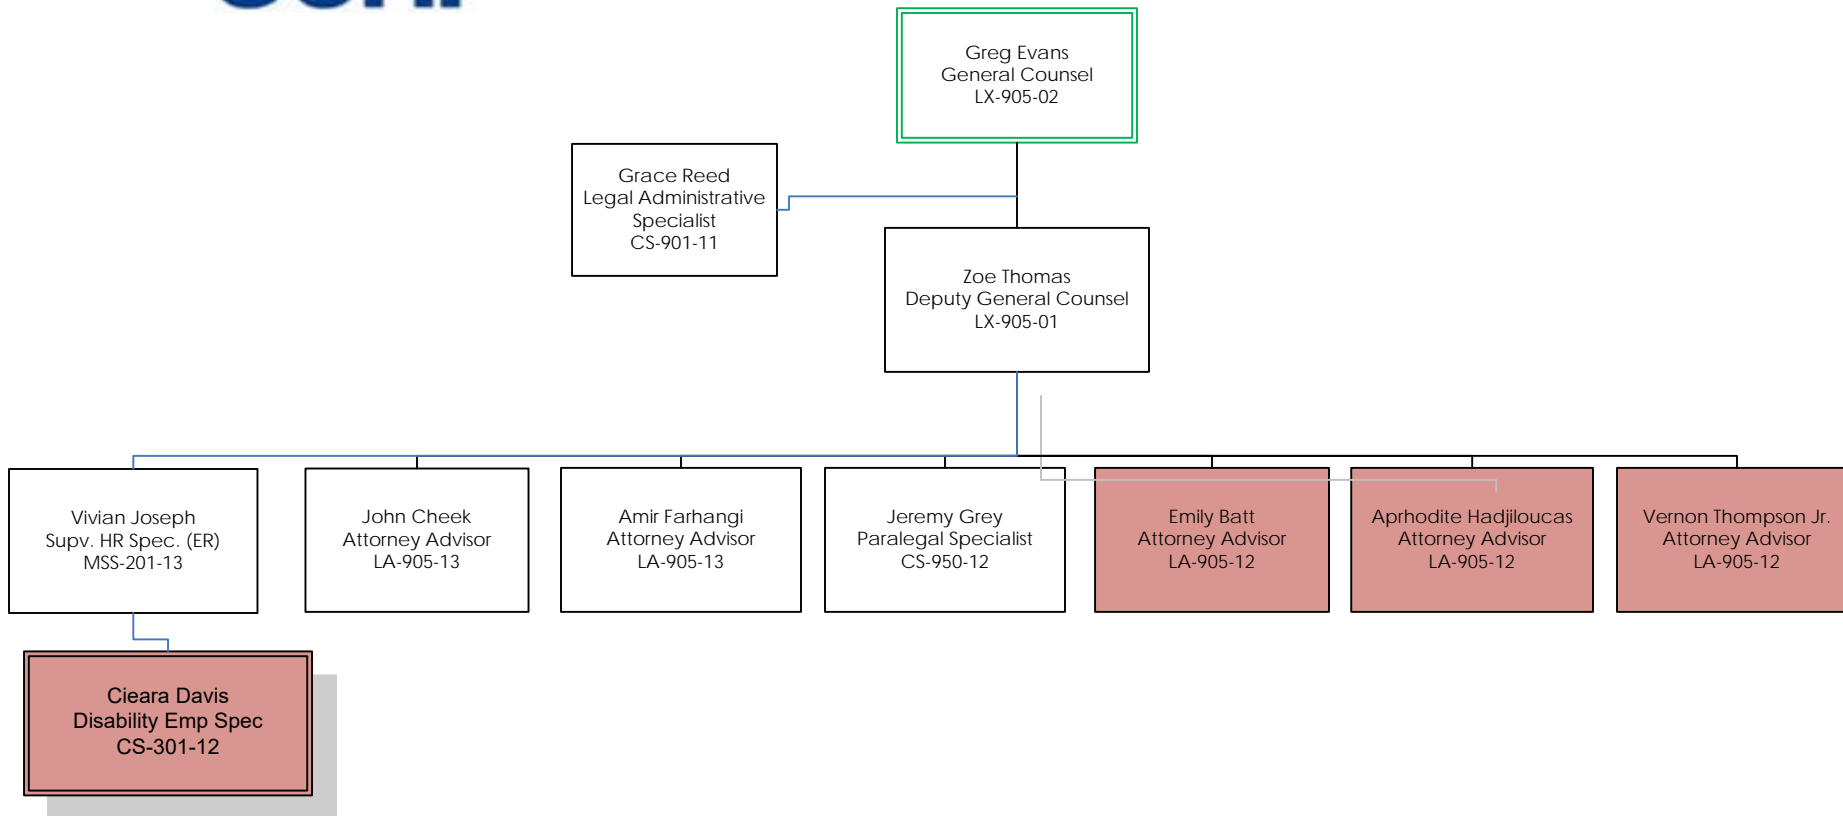 Greg Evans
General Counsel
LX-905-02
Grace Reed
Legal Administrative
Specialist
CS-901-11
Zoe Thomas
Deputy General Counsel
LX-905-01
Vivian Joseph
Supv. HR Spec. (ER)
MSS-201-13
John Cheek
Attorney Advisor
LA-905-13
Amir Farhangi
Attorney Advisor
LA-905-13
Jeremy Grey
Paralegal Specialist
CS-950-12
Emily Batt
Attorney Advisor
LA-905-12
Aprhodite Hadjiloucas
Attorney Advisor
LA-905-12
Vernon Thompson Jr.
Attorney Advisor
LA-905-12
Cieara Davis
Disability Emp Spec
CS-301-12